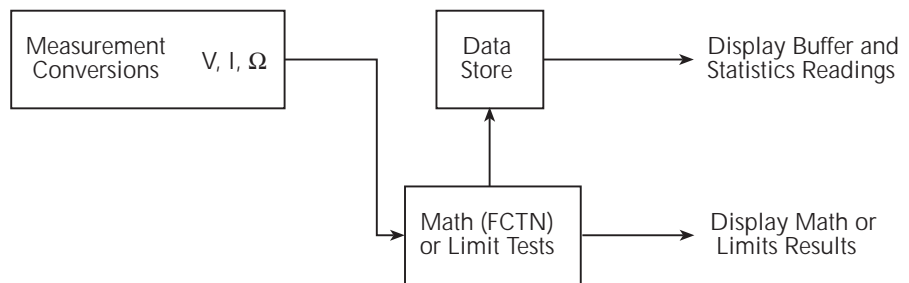 Measurement
Conversions V, I, Ω
Data
Store
Display Buffer and
Statistics Readings
Math (FCTN)
or Limit Tests
Display Math or
Limits Results